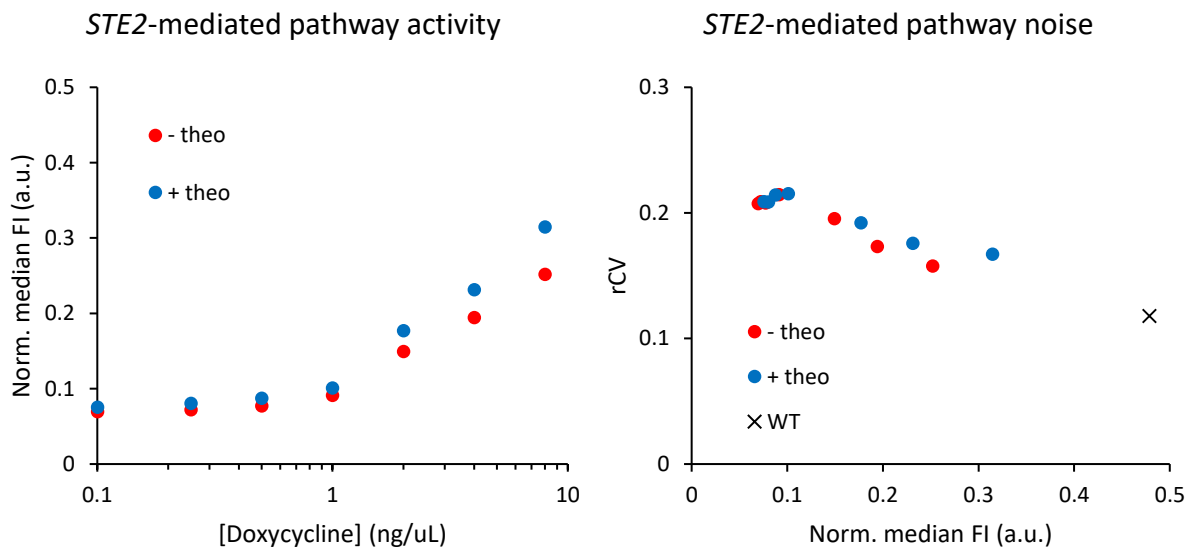 STE2-mediated pathway activity
0.5
0.4
0.3
0.2
0.1
0
Norm. median FI (a.u.)
- theo
+ theo
0.1
1
10
[Doxycycline] (ng/uL)
STE2-mediated pathway noise
0.3
0.2
0.1
0
rCV
- theo
+ theo
WT
0
0.1
0.2
0.3
0.4
0.5
Norm. median FI (a.u.)